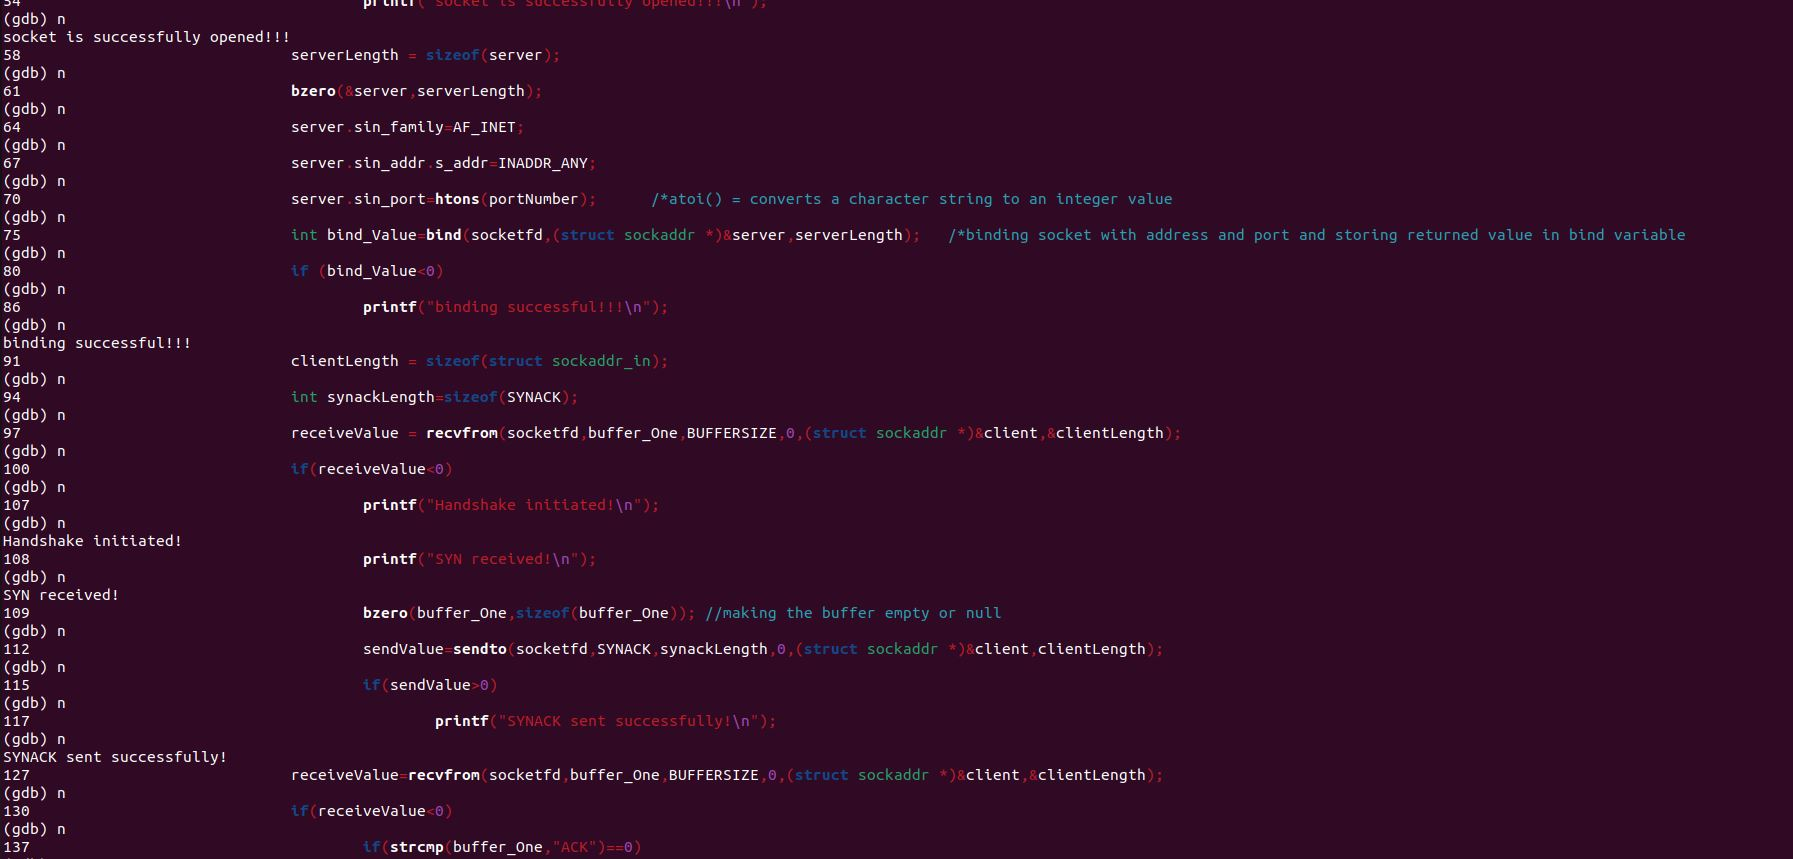 54 printf("socket is successfully opened!!!\n");
(gdb) n
socket is successfully opened!!!
58 serverLength = sizeof(server);
(gdb) n
61 bzero(&server,serverLength);
(gdb) n
64 server.sin_family=AF_INET;
(gdb) n
67 server.sin_addr.s_addr=INADDR_ANY;
(gdb) n
70 server.sin_port=htons(portNumber); /*atoi() = converts a character string to an integer value
(gdb) n
75 int bind_Value=bind(socketfd,(struct sockaddr *)&server,serverLength); /*binding socket with address and port and storing returned value in bind variable
(gdb) n
80 if (bind_Value<0)
(gdb) n
86 printf("binding successful!!!\n");
(gdb) n
binding successful!!!
91 clientLength = sizeof(struct sockaddr_in);
(gdb) n
94 int synackLength=sizeof(SYNACK);
(gdb) n
97 receiveValue = recvfrom(socketfd,buffer_One,BUFFERSIZE,0,(struct sockaddr *)&client,&clientLength);
(gdb) n
100 if(receiveValue<0)
(gdb) n
107 printf("Handshake initiated!\n");
(gdb) n
Handshake initiated!
108 printf("SYN received!\n");
(gdb) n
SYN received!
109 bzero(buffer_One,sizeof(buffer_One)); //making the buffer empty or null
(gdb) n
112 sendValue=sendto(socketfd,SYNACK,synackLength,0,(struct sockaddr *)&client,clientLength);
(gdb) n
115 if(sendValue>0)
(gdb) n
117 printf("SYNACK sent successfully!\n");
(gdb) n
SYNACK sent successfully!
127 receiveValue=recvfrom(socketfd,buffer_One,BUFFERSIZE,0,(struct sockaddr *)&client,&clientLength);
(gdb) n
130 if(receiveValue<0)
(gdb) n
137 if(strcmp(buffer_One,"ACK")==0)